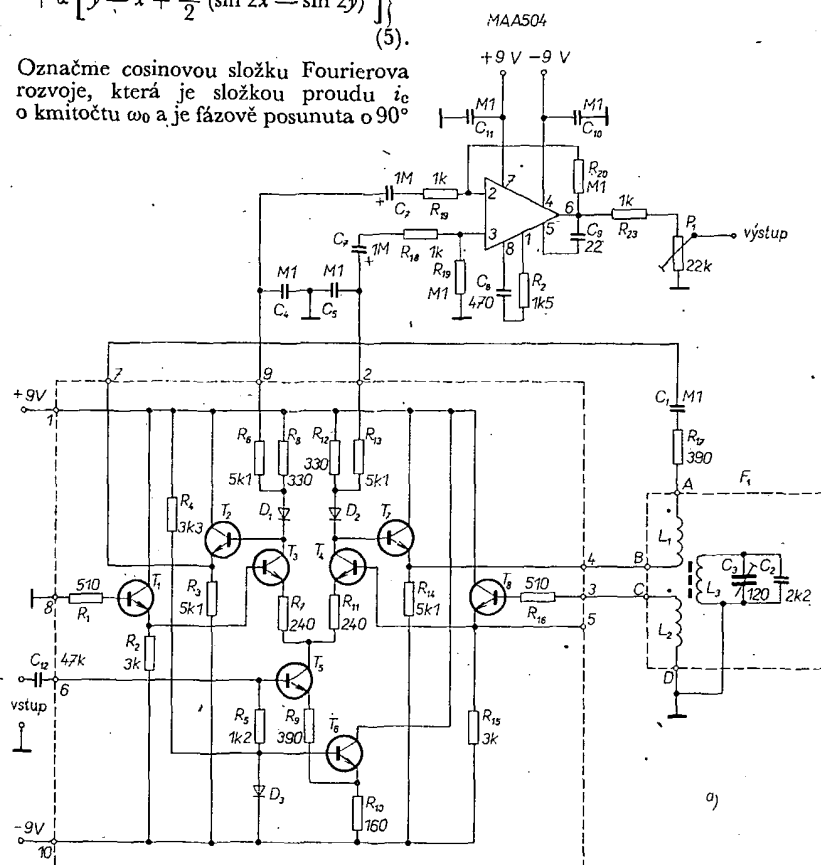 + α [ y − x + π/2 (sin 2x − sin 2y) ] }
(5).
Označme cosinovou složku Fourierova
rozvoje, která je složkou proudu i_c
o kmitočtu ω₀ a je fázově posunuta o 90°
MAA504
+9 V −9 V
M1 M1
C₁₁ C₁₀
R₂₀
M1
1M 1k
C₇ R₁₉
2 7 4 6 5
1k
R₂₃
P₁
výstup
22k
C₇ 1M
R₁₈ 1k
3 8 1
C₉
22
R₁₉
M1
C₈
470
R₂
1k5
M1 M1
C₄ C₅
7 9 2
+9V
1
C₁ M1
R₁₇
390
R₆ R₈ R₁₂ R₁₃
5k1 330 330 5k1
A F₁
R₄
3k3
D₁ D₂
T₂ T₇
L₁
T₁ T₃ T₄ T₈
4 B
C₃ C₂
L₃ 120 2k2
510
8 R₁
R₃
5k1
R₇
240
R₁₁
240
R₁₄
5k1
510
R₁₆
3 C
5
L₂
R₂
3k
D
C₁₂ 47k
6
T₅
vstup
R₅
1k2
R₉
390
T₆
R₁₅
3k
D₃
R₁₀
160
a)
−9V
10